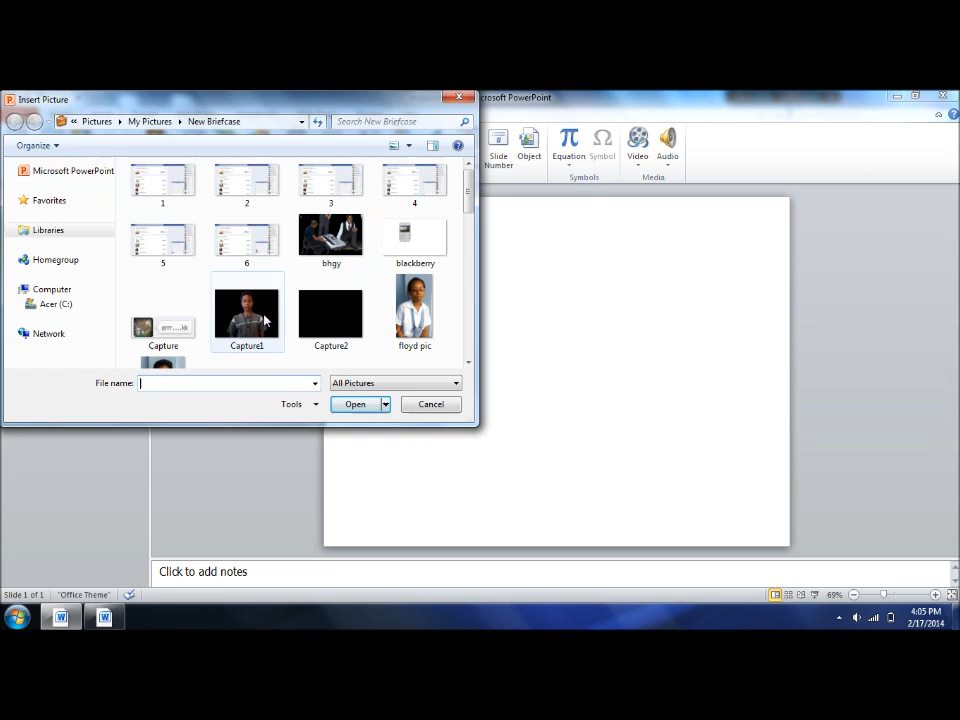 Insert Picture
crosoft PowerPoint
« Pictures My Pictures New Briefcase
Search New Briefcase
Organize
Microsoft PowerPoint
Favorites
Libraries
Homegroup
Computer
Acer (C:)
Network
1 2 3 4
5 6 bhgy blackberry
Capture Capture1 Capture2 floyd pic
File name:
All Pictures
Tools Open Cancel
Slide Number Object Equation Symbol Video Audio
Symbols Media
Click to add notes
Slide 1 of 1 "Office Theme" 69%
4:05 PM
2/17/2014